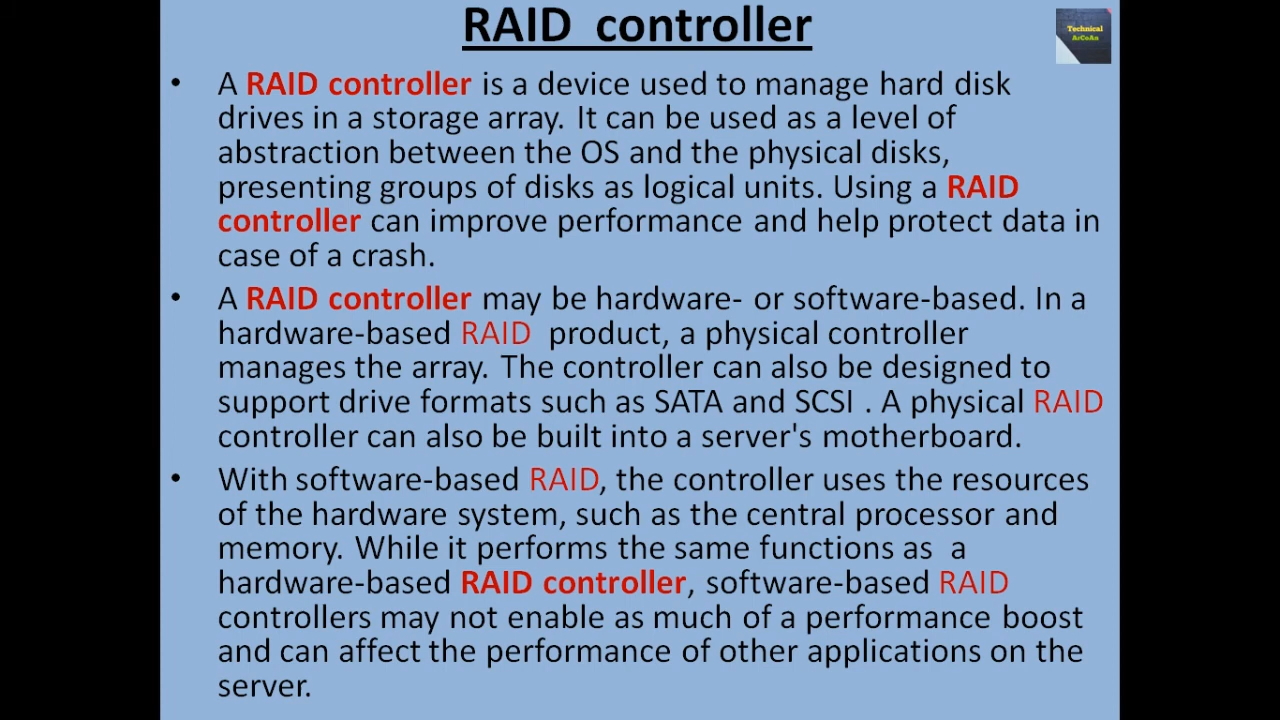 RAID controller
Technical
ArCoAn
• A RAID controller is a device used to manage hard disk
drives in a storage array. It can be used as a level of
abstraction between the OS and the physical disks,
presenting groups of disks as logical units. Using a RAID
controller can improve performance and help protect data in
case of a crash.
• A RAID controller may be hardware- or software-based. In a
hardware-based RAID product, a physical controller
manages the array. The controller can also be designed to
support drive formats such as SATA and SCSI . A physical RAID
controller can also be built into a server's motherboard.
• With software-based RAID, the controller uses the resources
of the hardware system, such as the central processor and
memory. While it performs the same functions as a
hardware-based RAID controller, software-based RAID
controllers may not enable as much of a performance boost
and can affect the performance of other applications on the
server.